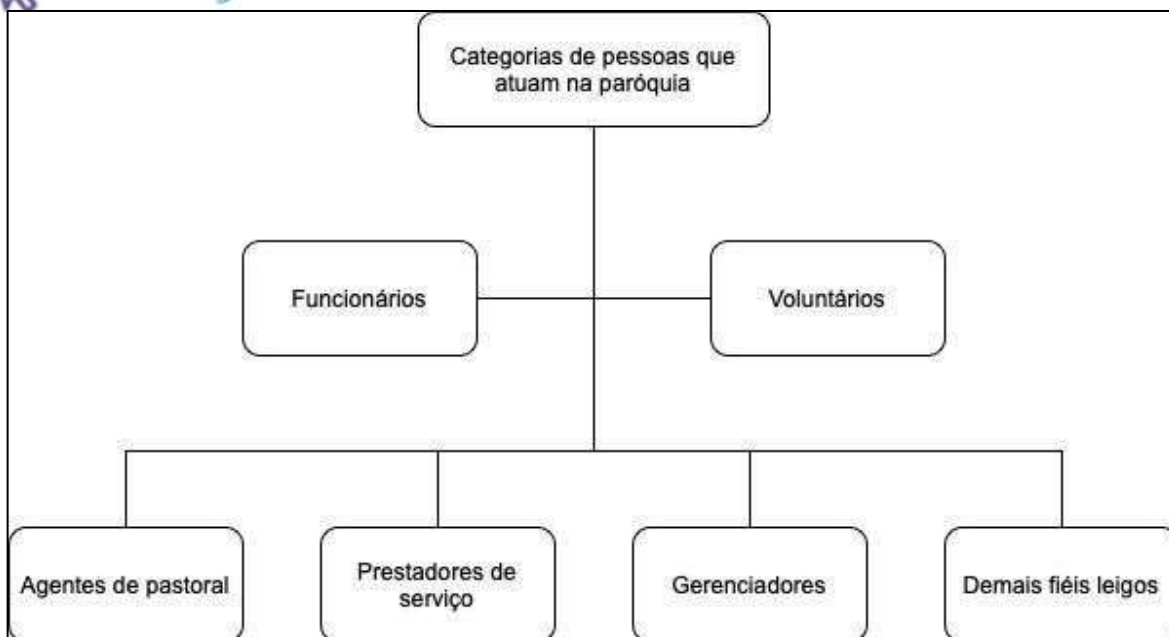 Categorias de pessoas que
atuam na paróquia
Funcionários
Voluntários
Agentes de pastoral
Prestadores de
serviço
Gerenciadores
Demais fiéis leigos